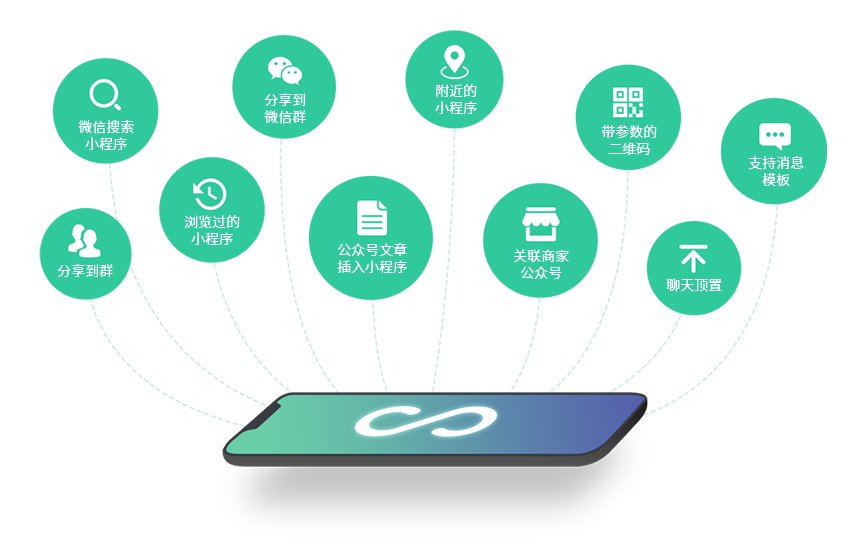 微信搜索
小程序
分享到
微信群
附近的
小程序
带参数的
二维码
支持消息
模板
分享到群
浏览过的
小程序
公众号文章
插入小程序
关联商家
公众号
聊天顶置